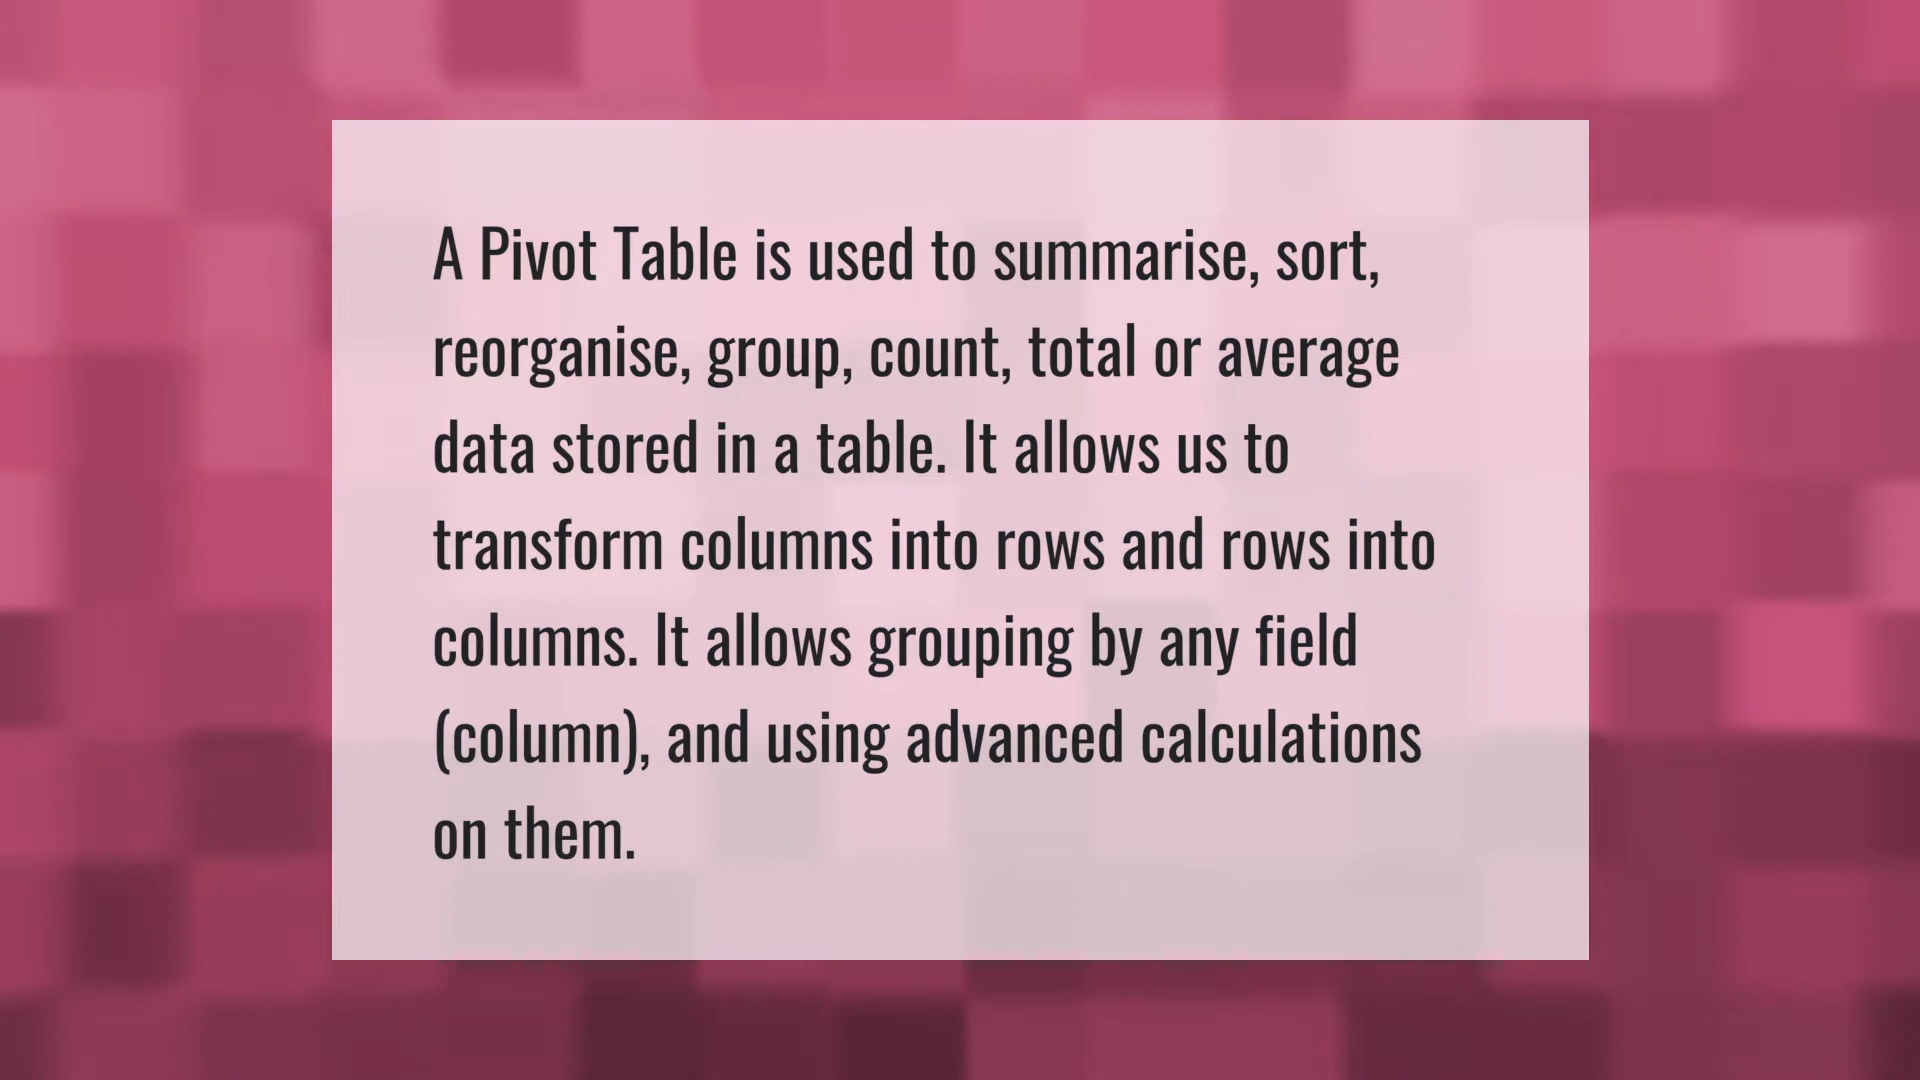 A Pivot Table is used to summarise, sort,
reorganise, group, count, total or average
data stored in a table. It allows us to
transform columns into rows and rows into
columns. It allows grouping by any field
(column), and using advanced calculations
on them.